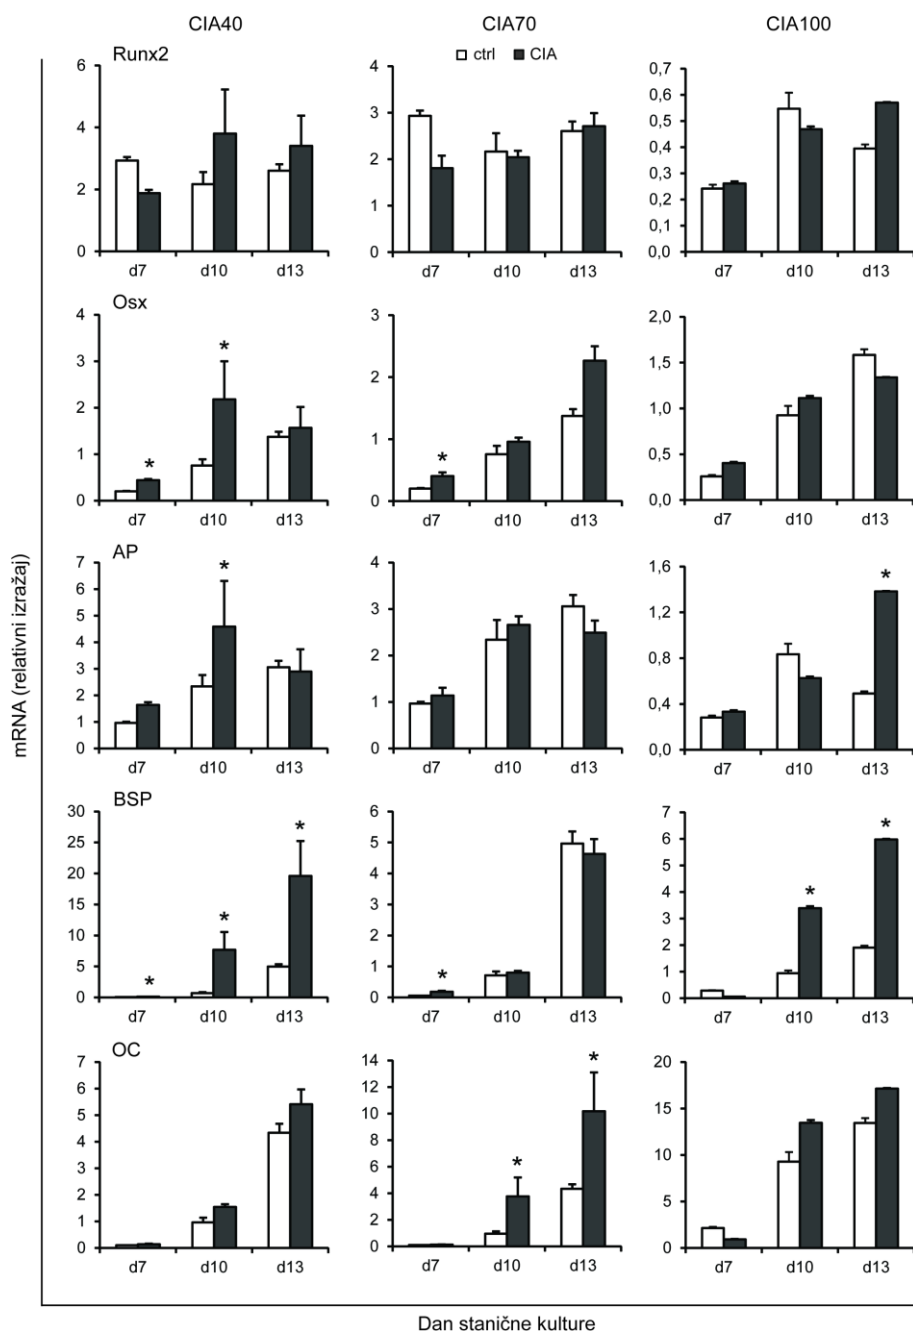 CIA40 CIA70 CIA100
Runx2 ctrl CIA
6 4 0,7
0,6
3 0,5
4
2 0,4
0,3
2
1 0,2
0,1
0 0 0,0
d7 d10 d13 d7 d10 d13 d7 d10 d13
Osx
4 3 2,0
3 * 1,5
2
2 1,0
1
1 * * 0,5
0 0 0,0
d7 d10 d13 d7 d10 d13 d7 d10 d13
AP
7 4 1,6
6 * *
5 3 1,2
4
2 0,8
3
2 1 0,4
1
0 0 0,0
d7 d10 d13 d7 d10 d13 d7 d10 d13
BSP
30 6 7
25 * 5 6 *
20 4 5
15 3 4 *
10 * 2 3
2
5 1 1
* *
0 0 0
d7 d10 d13 d7 d10 d13 d7 d10 d13
OC
7 14 20
6 12 *
5 10 15
4 8
3 6 * 10
2 4 5
1 2
0 0 0
d7 d10 d13 d7 d10 d13 d7 d10 d13
mRNA (relativni izražaj)
Dan stanične kulture